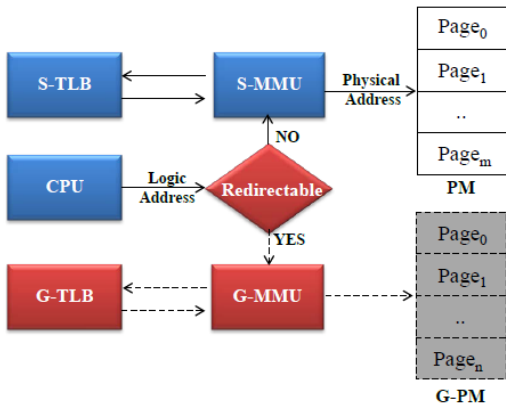 S-TLB
S-MMU
Physical
Address
Page0
Page1
..
Pagem
PM
NO
CPU
Logic
Address
Redirectable
YES
G-TLB
G-MMU
Page0
Page1
..
Pagen
G-PM